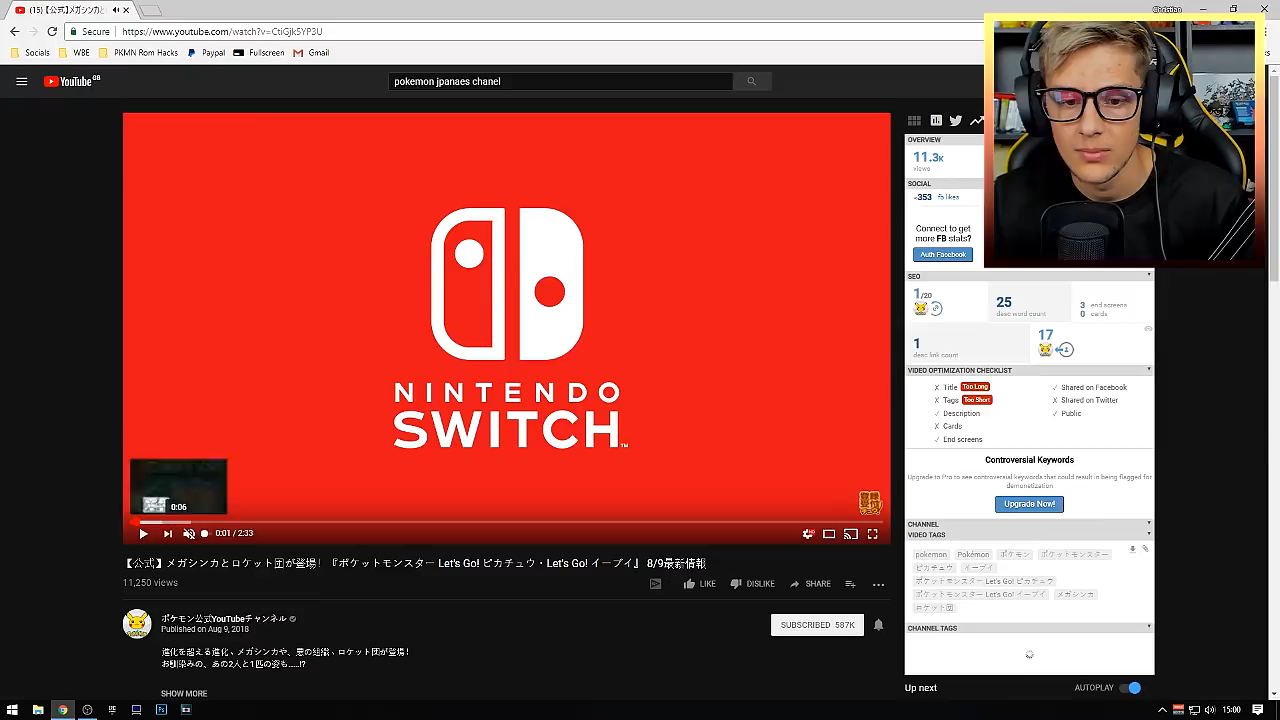 (15)【公式】メガシンカと
Christian
Secure
https://www.youtube.com/watch?v=
Socials
WBE
PKMN Rom Hacks
Paypal
Fullscreen
Gmail
YouTube GB
pokemon jpanaes chanel
OVERVIEW
11.3K
views
SOCIAL
353 fb likes
Connect to get
more FB stats?
Auth Facebook
SEO
1/20
25
desc word count
3 end screens
0 cards
1
desc link count
17
VIDEO OPTIMIZATION CHECKLIST
Title Too Long
Shared on Facebook
Tags Too Short
Shared on Twitter
Description
Public
Cards
End screens
Controversial Keywords
Upgrade to Pro to see controversial keywords that could result in being flagged for
demonetization
Upgrade Now!
CHANNEL
VIDEO TAGS
pokemon
Pokémon
ポケモン
ポケットモンスター
ピカチュウ
イーブイ
ポケットモンスター Let's Go! ピカチュウ
ポケットモンスター Let's Go! イーブイ
メガシンカ
ロケット団
CHANNEL TAGS
Up next
AUTOPLAY
NINTENDO
SWITCH™
0:06
0:01 / 2:33
【公式】メガシンカとロケット団が登場！『ポケットモンスター Let's Go! ピカチュウ・Let's Go! イーブイ』 8/9最新情報
11,250 views
LIKE
DISLIKE
SHARE
ポケモン公式YouTubeチャンネル
Published on Aug 9, 2018
SUBSCRIBED 587K
進化を超える進化、メガシンカや、悪の組織、ロケット団が登場！
お馴染みの、あの2人と1匹の姿も……!?
SHOW MORE
15:00